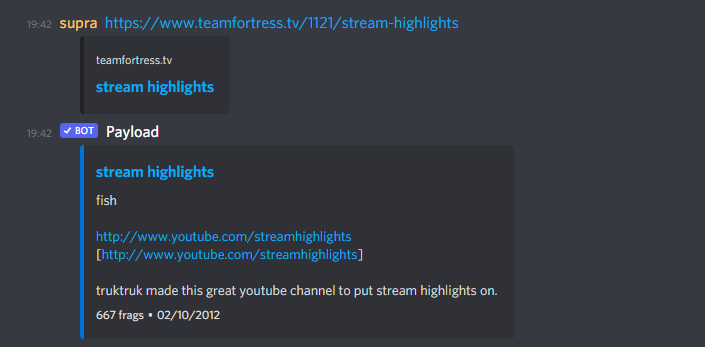 19:42 supra https://www.teamfortress.tv/1121/stream-highlights
teamfortress.tv
stream highlights
19:42 ✓ BOT Payload
stream highlights
fish
http://www.youtube.com/streamhighlights
[http://www.youtube.com/streamhighlights]
truktruk made this great youtube channel to put stream highlights on.
667 frags • 02/10/2012